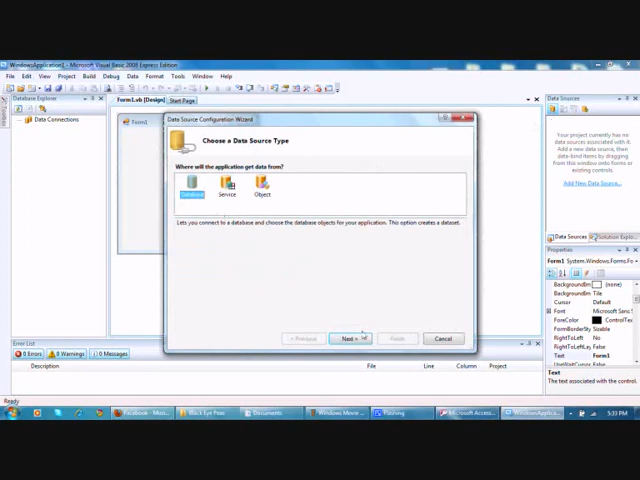 WindowsApplication1 - Microsoft Visual Basic 2008 Express Edition
File Edit View Project Build Debug Data Format Tools Window Help
Database Explorer
Data Connections
Form1.vb [Design] Start Page
Form1
Data Source Configuration Wizard
Choose a Data Source Type
Where will the application get data from?
Database Service Object
Lets you connect to a database and choose the database objects for your application. This option creates a dataset.
< Previous Next > Finish Cancel
Data Sources
Your project currently has
no data sources associated
with it. Add a new data
source, then data-bind
items by dragging from
this window onto forms or
existing controls.
Add New Data Source...
Data Sources Solution Explo...
Properties
Form1 System.Windows.Forms.Fo
BackgroundIm (none)
BackgroundIm Tile
Cursor Default
Font Microsoft Sans
ForeColor ControlText
FormBorderSty Sizable
RightToLeft No
RightToLeftLay False
Text Form1
UseWaitCursor False
Text
The text associated with the control.
Error List
0 Errors 0 Warnings 0 Messages
Description File Line Column Project
Ready
Facebook - Mozi... Black Eye Peas Documents Windows Movie ... Microsoft Access... WindowsApplica... 5:33 PM